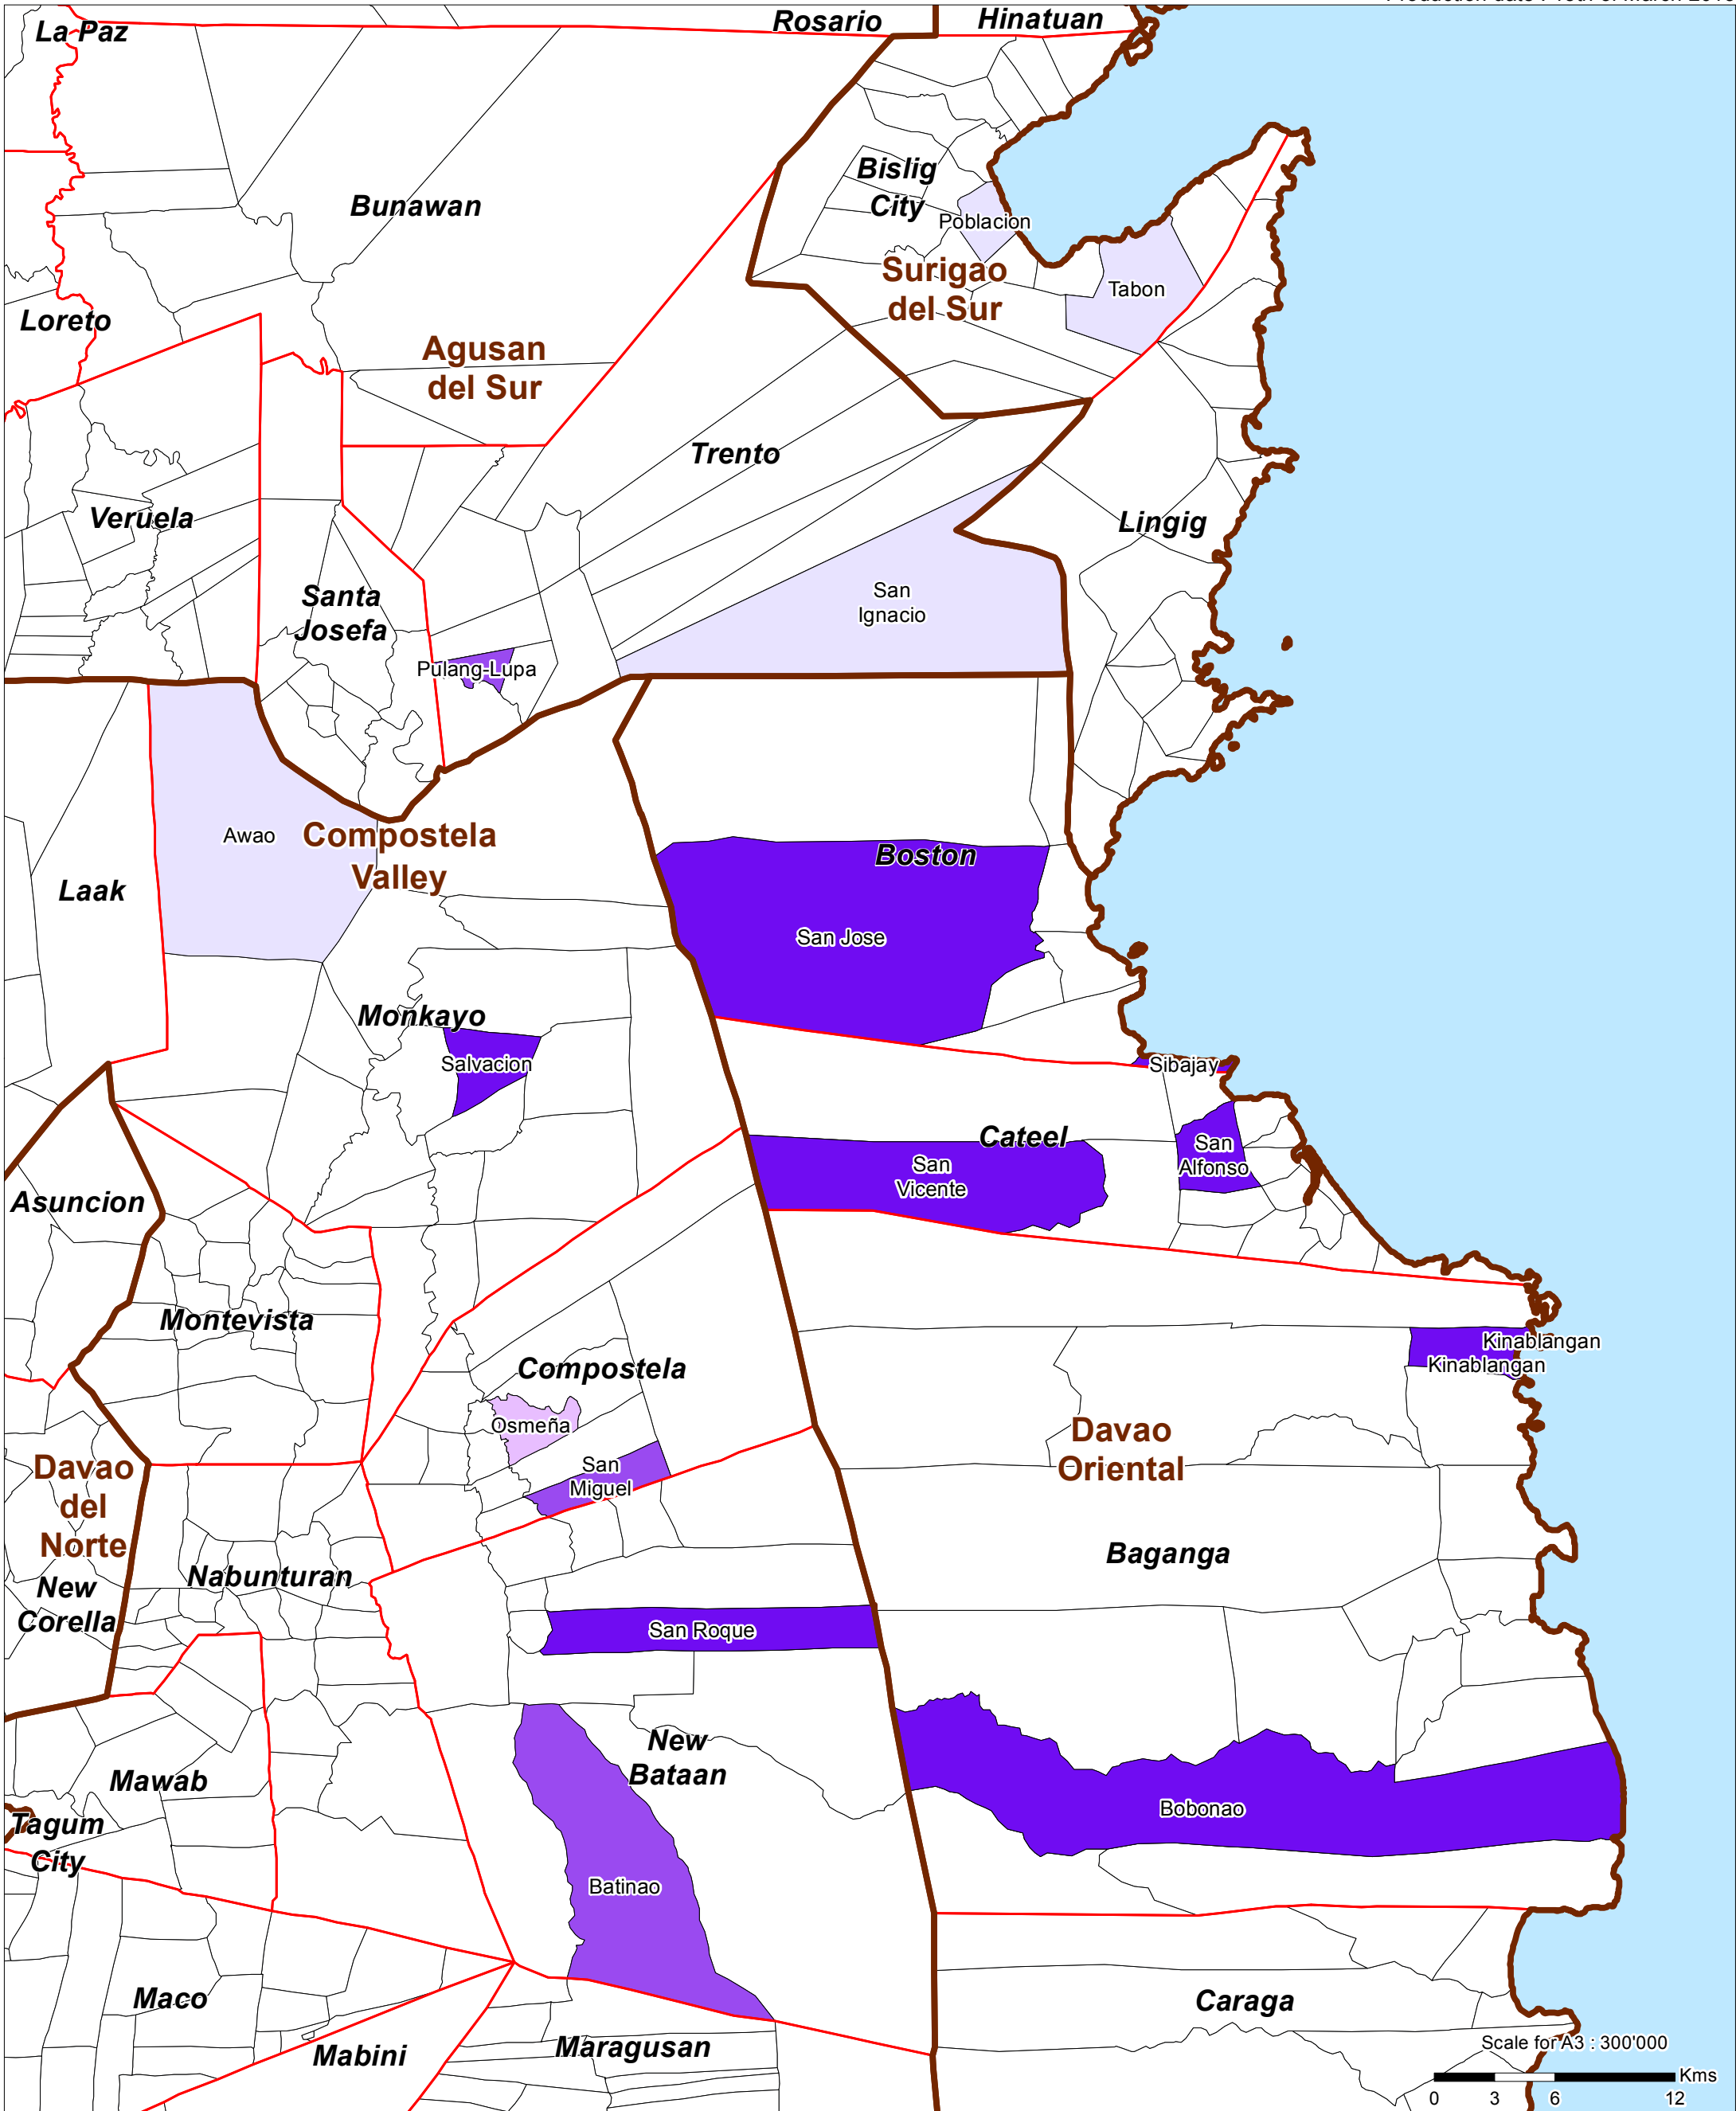 La Paz
Rosario
Hinatuan
Bislig
City
Bunawan
Poblacion
Surigao
del Sur
Tabon
Loreto
Agusan
del Sur
Trento
Veruela
Lingig
San
Ignacio
Santa
Josefa
Pulang-Lupa
Awao
Compostela
Valley
Boston
Laak
San Jose
Monkayo
Salvacion
Sibajay
Cateel
San
Alfonso
San
Vicente
Asuncion
Montevista
Kinablangan
Kinablangan
Compostela
Osmeña
Davao
Oriental
San
Miguel
Davao
del
Norte
Baganga
Nabunturan
New
Corella
San Roque
New
Bataan
Mawab
Bobonao
Tagum
City
Batinao
Maco
Caraga
Mabini
Maragusan
Scale for A3 : 300'000
Kms
0 3 6 12